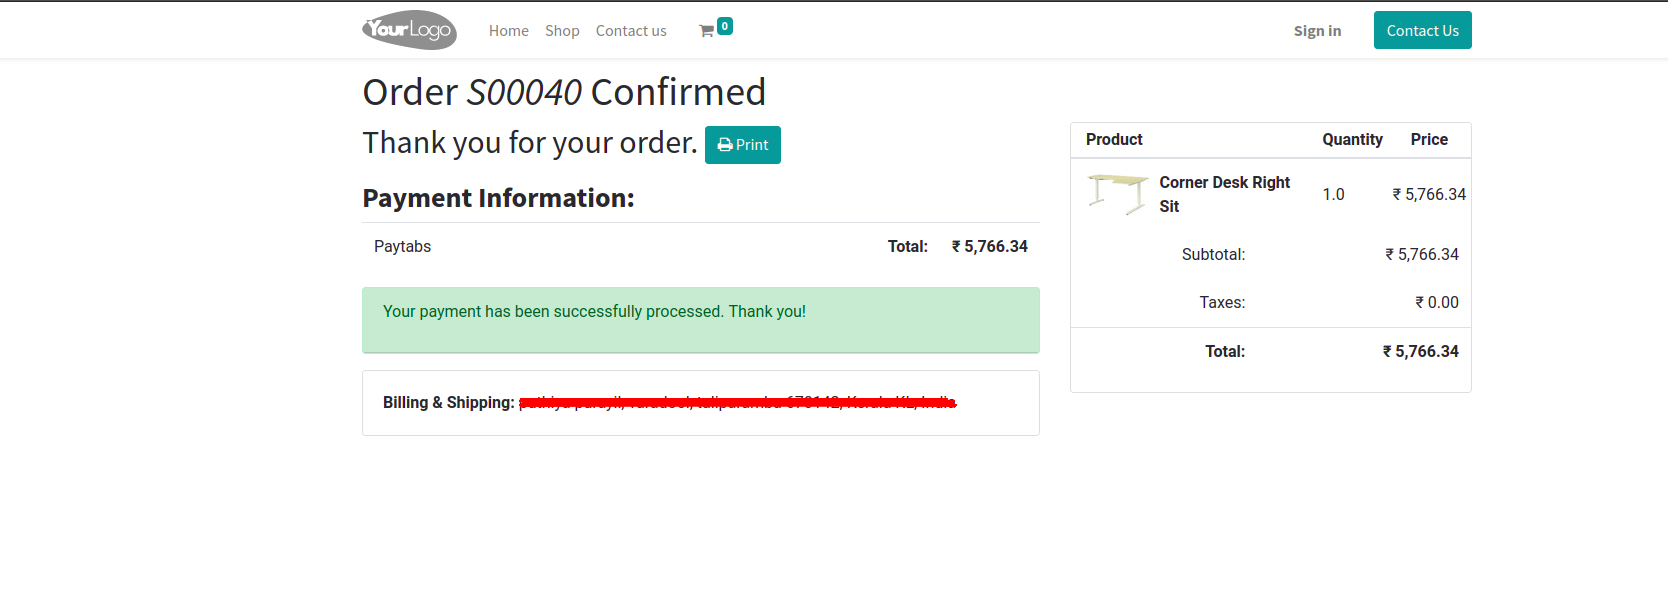 YourLogo Home Shop Contact us 0 Sign in Contact Us
Order S00040 Confirmed
Thank you for your order. Print
Payment Information:
Paytabs Total: ₹ 5,766.34
Your payment has been successfully processed. Thank you!
Billing & Shipping:
Product Quantity Price
Corner Desk Right
Sit 1.0 ₹ 5,766.34
Subtotal: ₹ 5,766.34
Taxes: ₹ 0.00
Total: ₹ 5,766.34